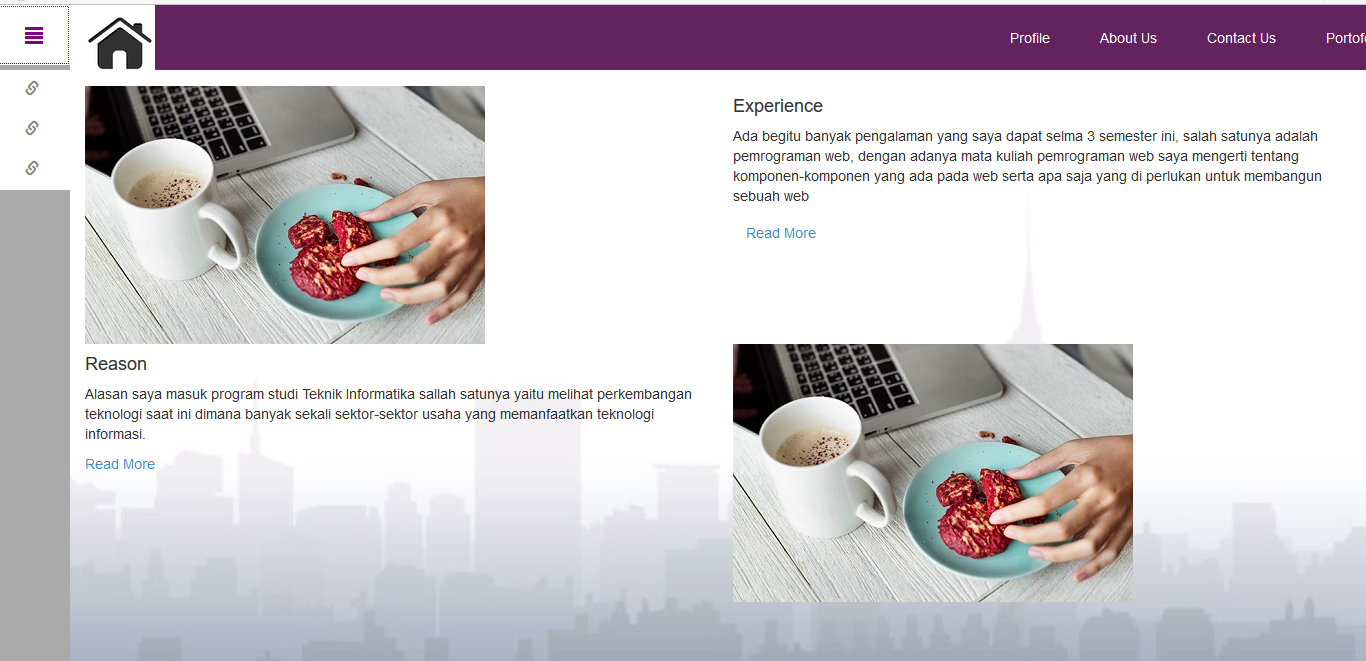 Profile
About Us
Contact Us
Portofo
Experience
Ada begitu banyak pengalaman yang saya dapat selma 3 semester ini, salah satunya adalah
pemrograman web, dengan adanya mata kuliah pemrograman web saya mengerti tentang
komponen-komponen yang ada pada web serta apa saja yang di perlukan untuk membangun
sebuah web
Read More
Reason
Alasan saya masuk program studi Teknik Informatika sallah satunya yaitu melihat perkembangan
teknologi saat ini dimana banyak sekali sektor-sektor usaha yang memanfaatkan teknologi
informasi.
Read More